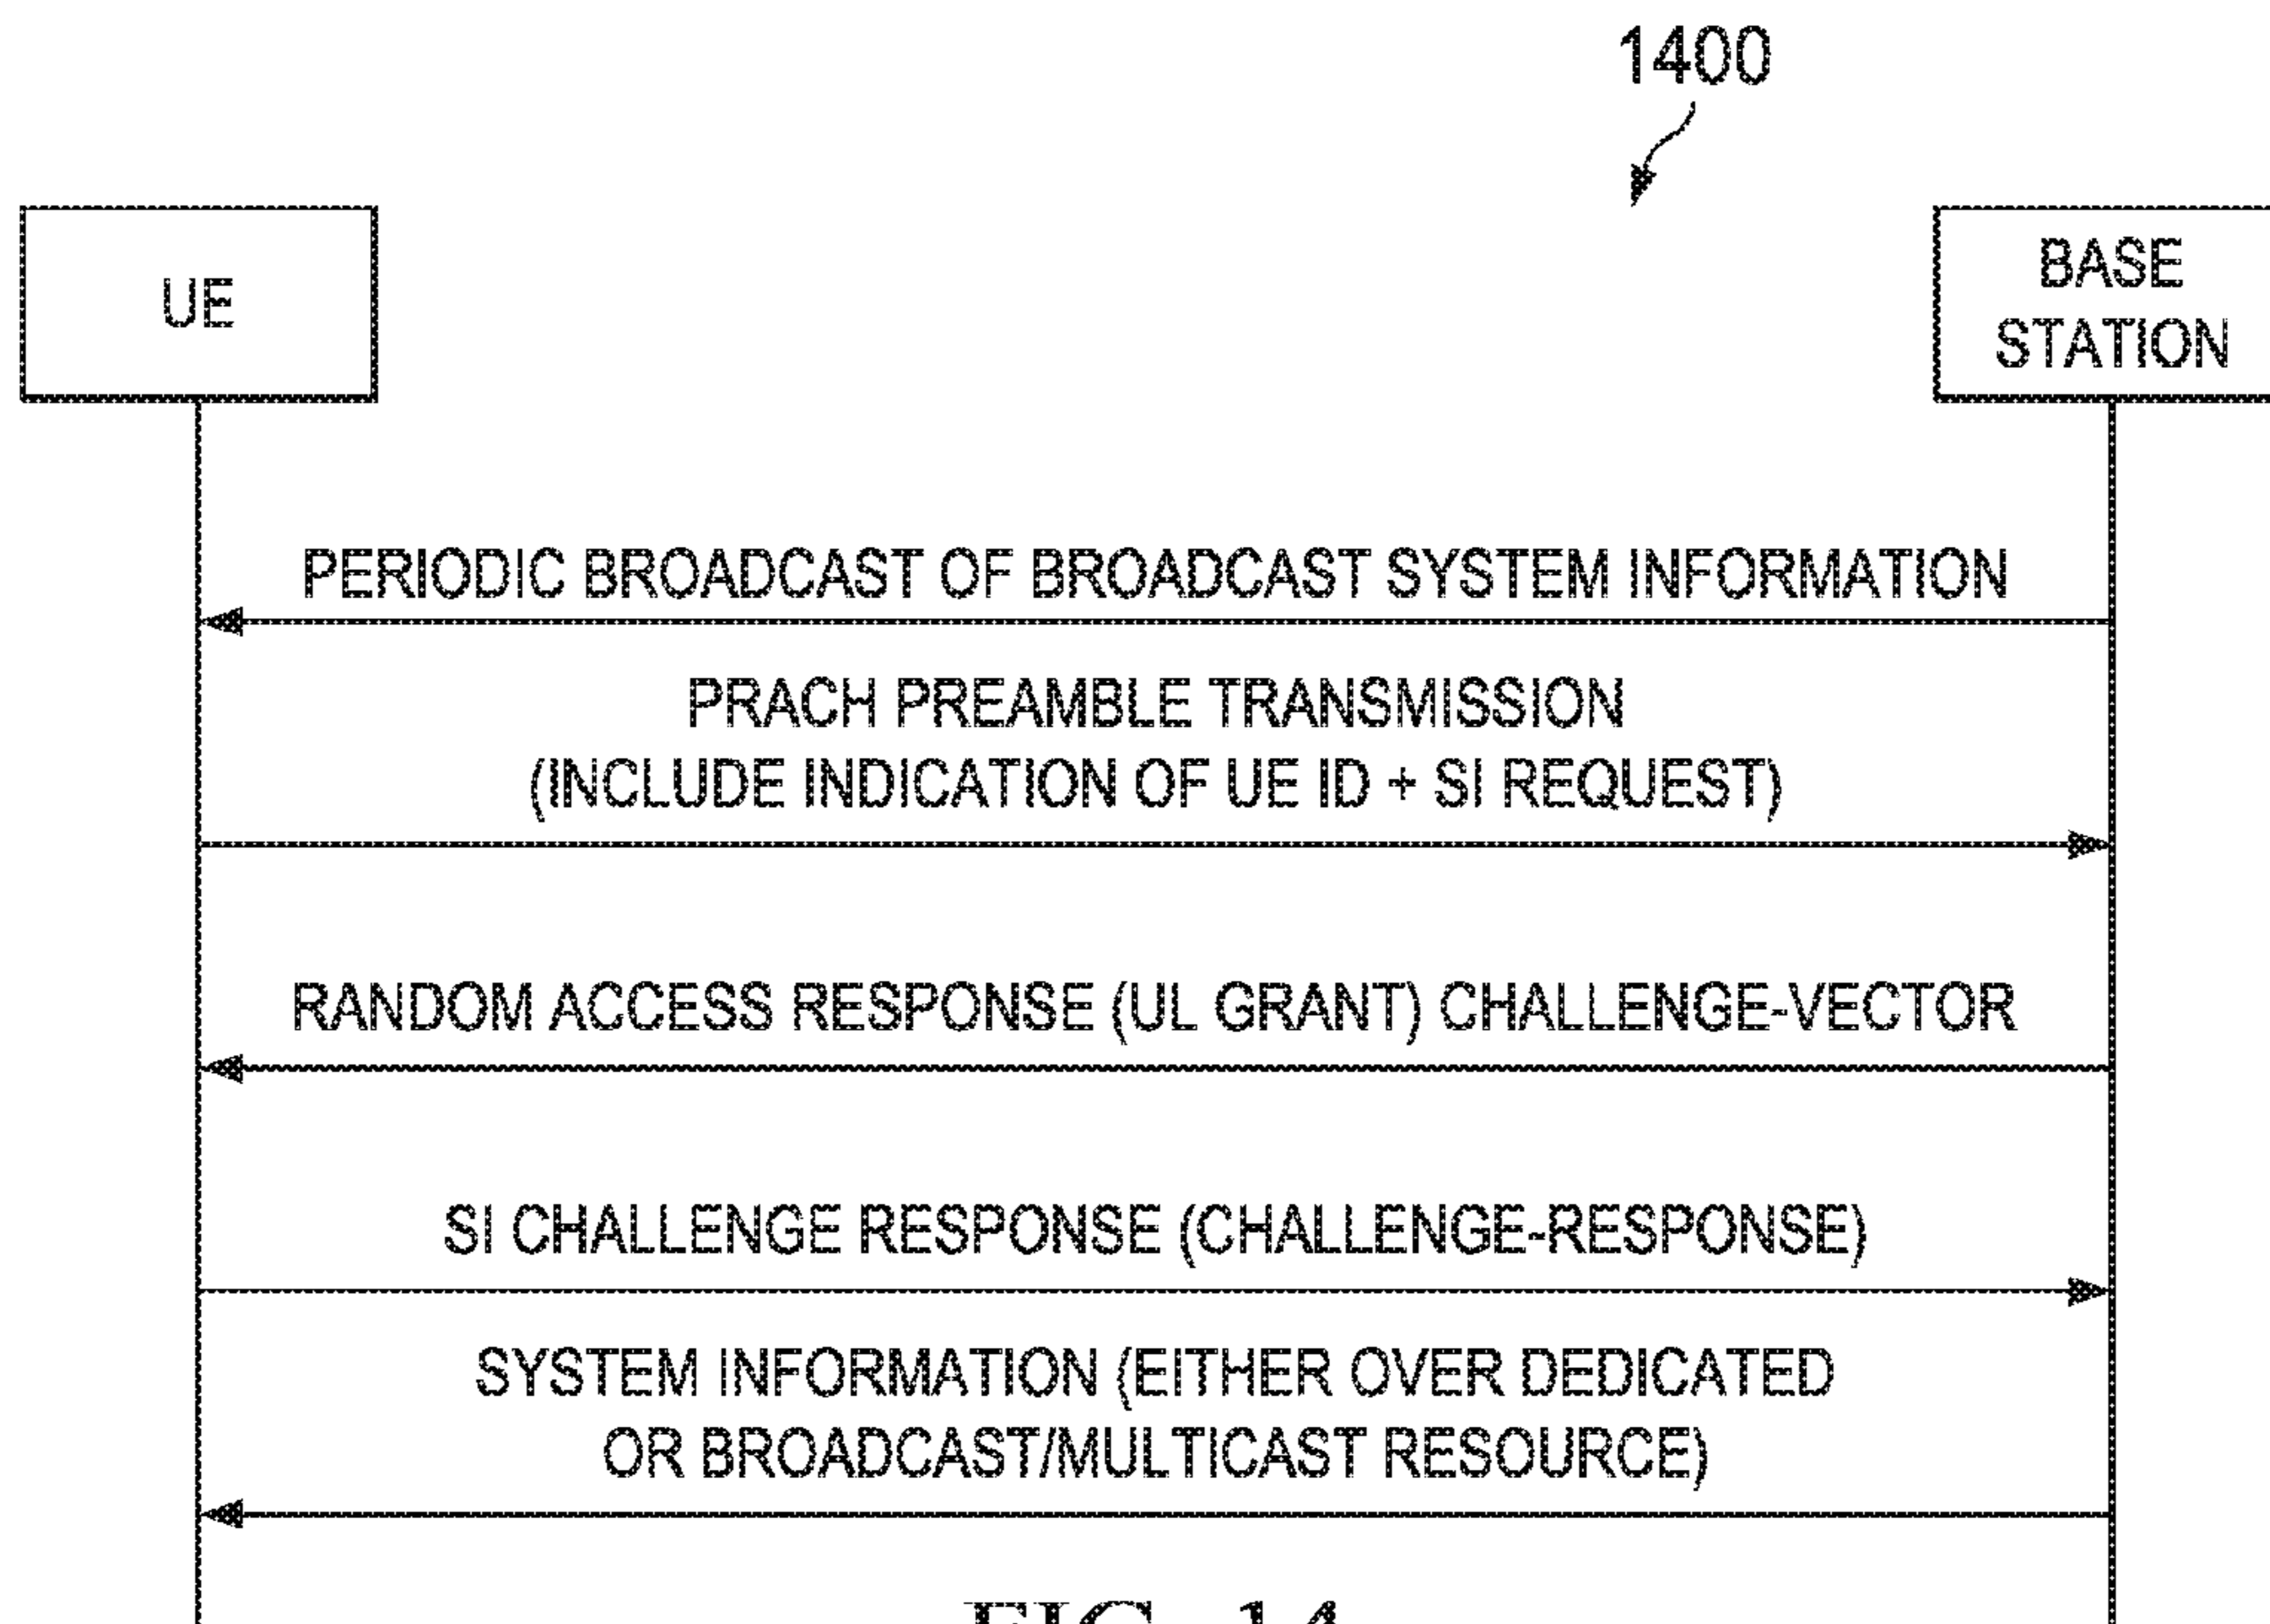 1400
UE
BASE
STATION
PERIODIC BROADCAST OF BROADCAST SYSTEM INFORMATION
PRACH PREAMBLE TRANSMISSION
(INCLUDE INDICATION OF UE ID + SI REQUEST)
RANDOM ACCESS RESPONSE (UL GRANT) CHALLENGE-VECTOR
SI CHALLENGE RESPONSE (CHALLENGE-RESPONSE)
SYSTEM INFORMATION (EITHER OVER DEDICATED
OR BROADCAST/MULTICAST RESOURCE)
FIG. 14